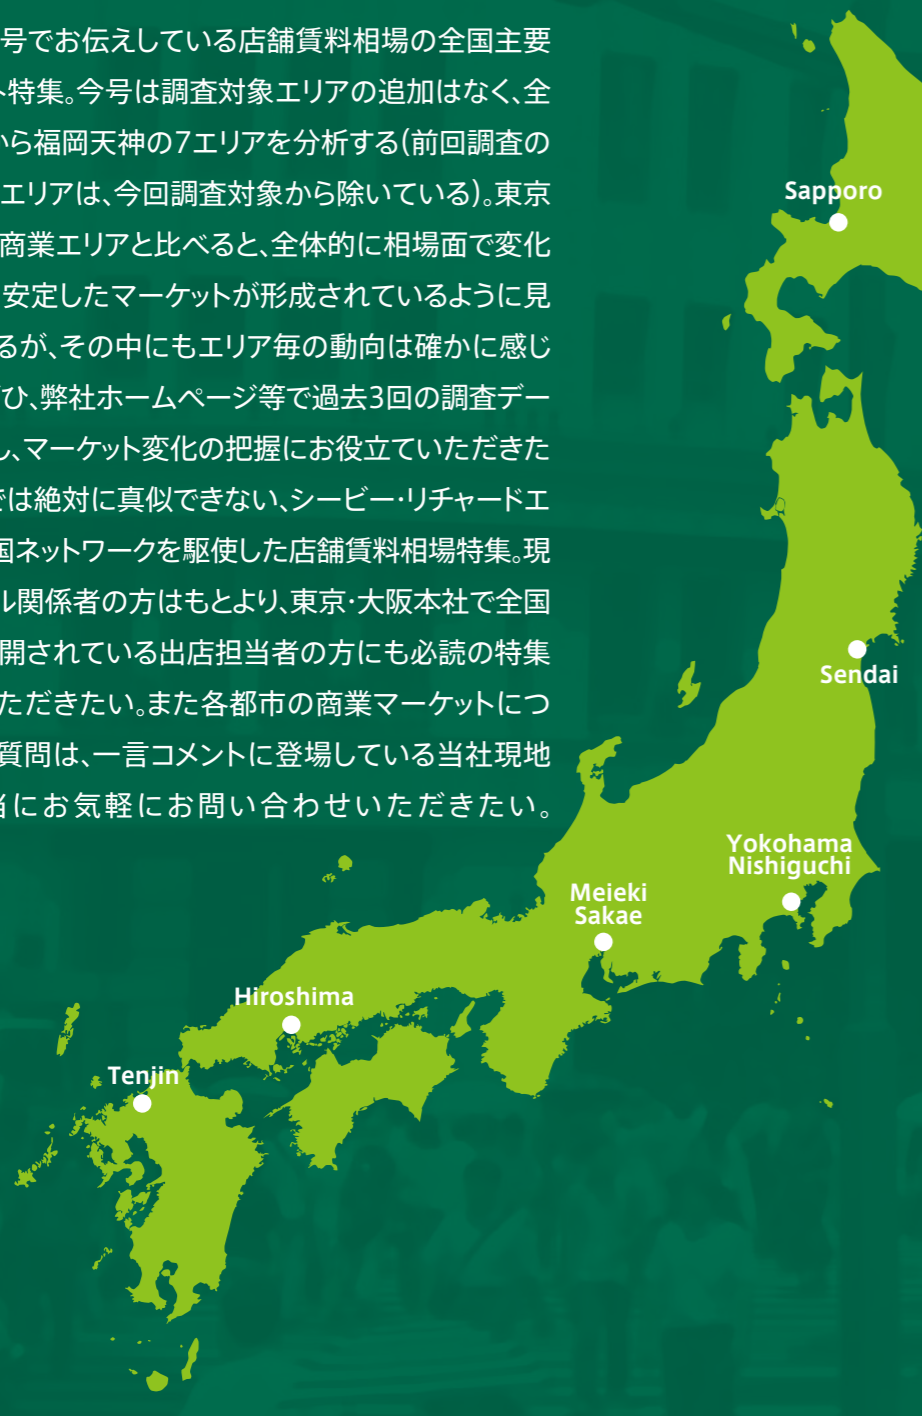 号でお伝えしている店舗賃料相場の全国主要
ト特集。今号は調査対象エリアの追加はなく、全
から福岡天神の7エリアを分析する(前回調査の
エリアは、今回調査対象から除いている)。東京
商業エリアと比べると、全体的に相場面で変化
安定したマーケットが形成されているように見
るが、その中にもエリア毎の動向は確かに感じ
ひ、弊社ホームページ等で過去3回の調査デー
し、マーケット変化の把握にお役立ていただきた
では絶対に真似できない、シービー・リチャードエ
国ネットワークを駆使した店舗賃料相場特集。現
ル関係者の方はもとより、東京・大阪本社で全国
開されている出店担当者の方にも必読の特集
ただきたい。また各都市の商業マーケットにつ
質問は、一言コメントに登場している当社現地
当にお気軽にお問い合わせいただきたい。
Sapporo
Sendai
Yokohama
Nishiguchi
Meieki
Sakae
Hiroshima
Tenjin